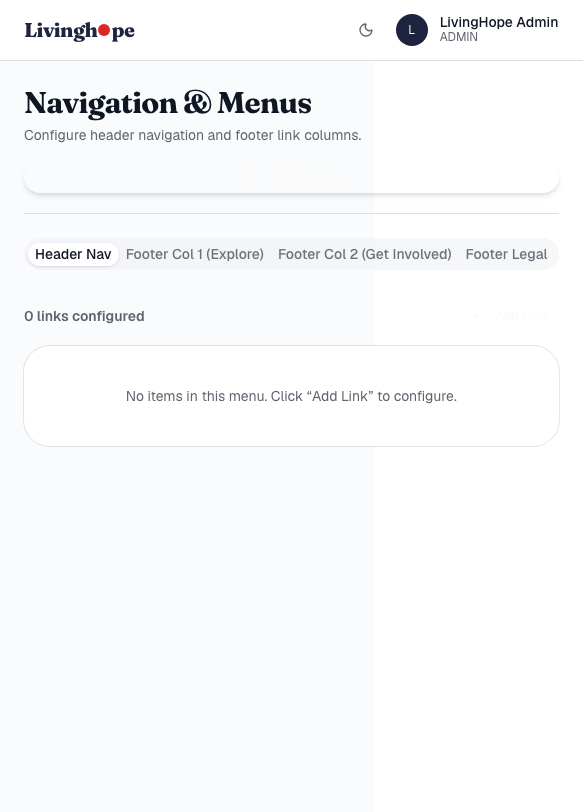 Livinghope
L
LivingHope Admin
ADMIN
Navigation & Menus
Configure header navigation and footer link columns.
Header Nav
Footer Col 1 (Explore)
Footer Col 2 (Get Involved)
Footer Legal
0 links configured
+ Add Link
No items in this menu. Click “Add Link” to configure.